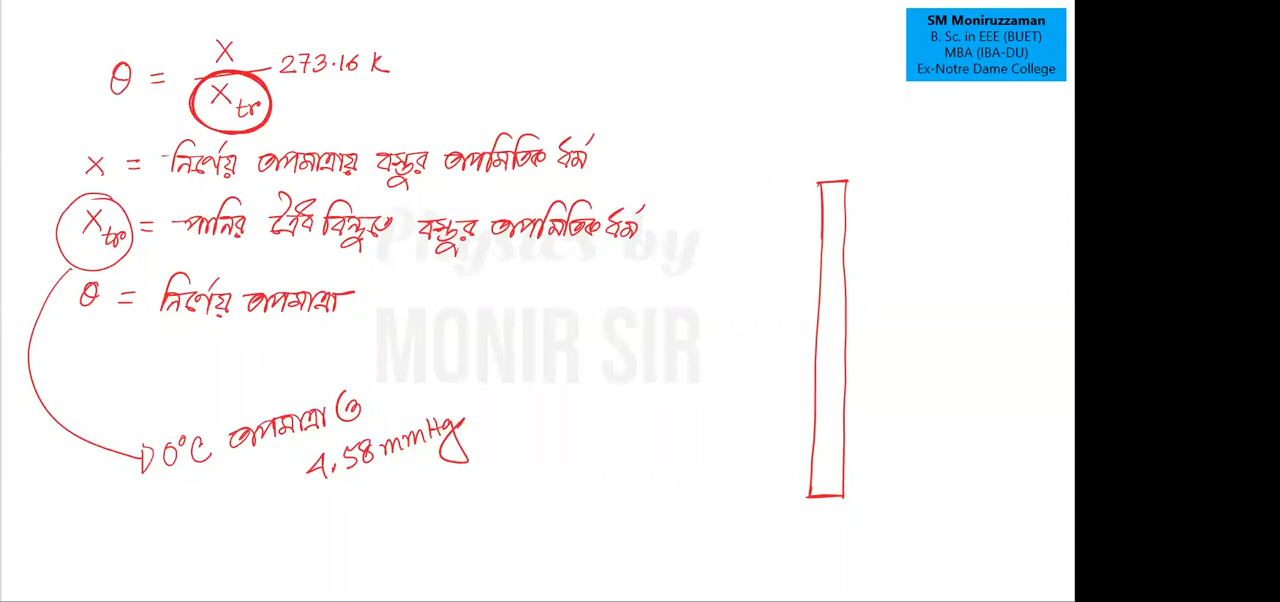 SM Moniruzzaman
B. Sc. in EEE (BUET)
MBA (IBA-DU)
Ex-Notre Dame College
θ = X / X_tr 273.16 K
X = নির্ণেয় তাপমাত্রায় বস্তুর তাপমিতিক ধর্ম
X_tr = পানির ত্রৈধ বিন্দুতে বস্তুর তাপমিতিক ধর্ম
θ = নির্ণেয় তাপমাত্রা
0°C তাপমাত্রা ও
4.58 mmHg
Physics by
MONIR SIR